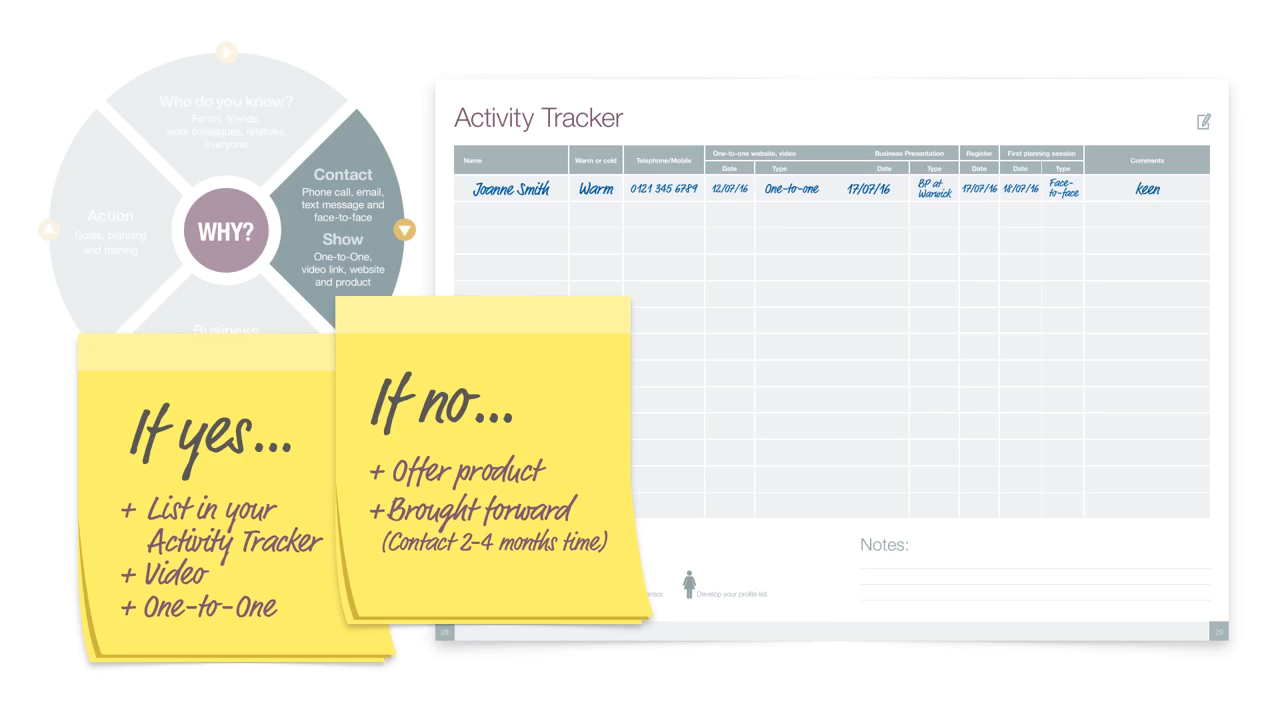 Who do you know?
Family, friends,
work colleagues, relatives,
everyone
Contact
Phone call, email,
text message and
face-to-face
Show
One-to-One,
video link, website
and product
Action
Goals, planning
and training
WHY?
Business
If yes...
+ List in your
Activity Tracker
+ Video
+ One-to-One
If no...
+ Offer product
+ Brought forward
(Contact 2-4 months time)
Activity Tracker
Name Warm or cold Telephone/Mobile One-to-one website, video Business Presentation Register First planning session Comments
Date Type Date Type Date Date Type
Joanne Smith Warm 0121 345 6789 12/07/16 One-to-one 17/07/16 BP at Warwick 17/07/16 18/07/16 Face-to-face keen
Notes:
Develop your profile list.
28
29